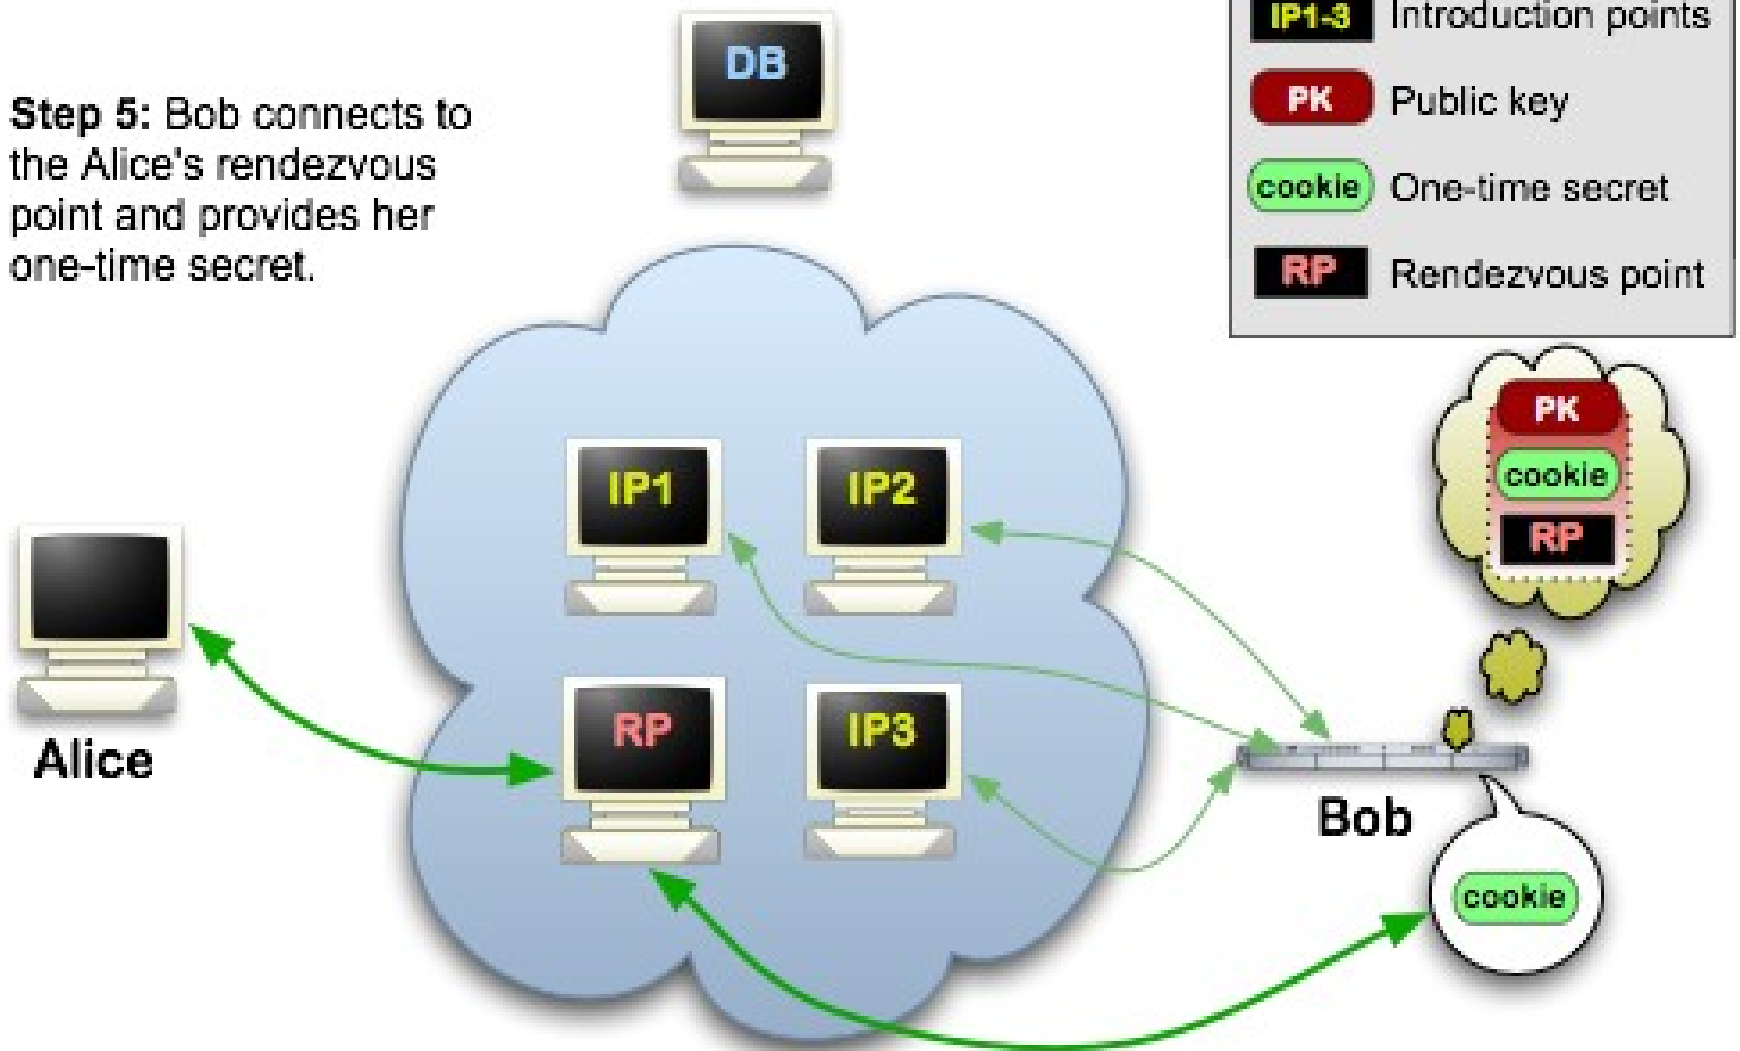 DB
IP1-3 Introduction points
PK Public key
cookie One-time secret
RP Rendezvous point
Step 5: Bob connects to
the Alice's rendezvous
point and provides her
one-time secret.
IP1
IP2
RP
IP3
Alice
Bob
PK
cookie
RP
cookie